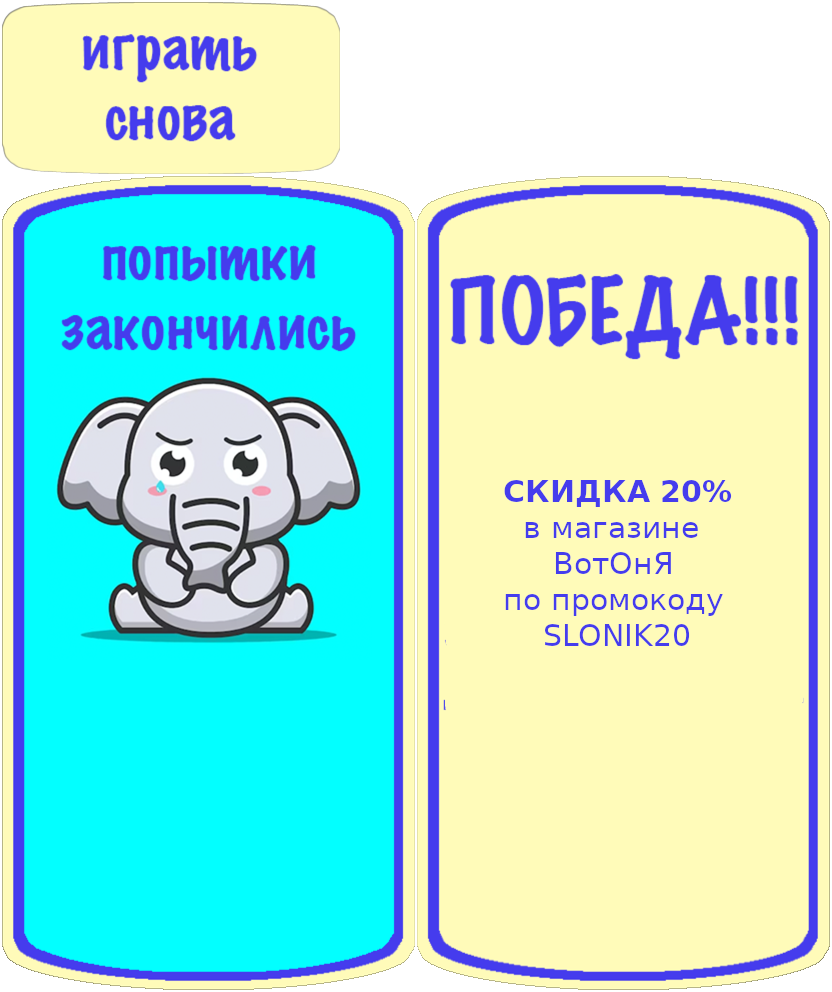 играть
снова
попытки
закончились
ПОБЕДА!!!
СКИДКА 20%
в магазине
ВотОнЯ
по промокоду
SLONIK20